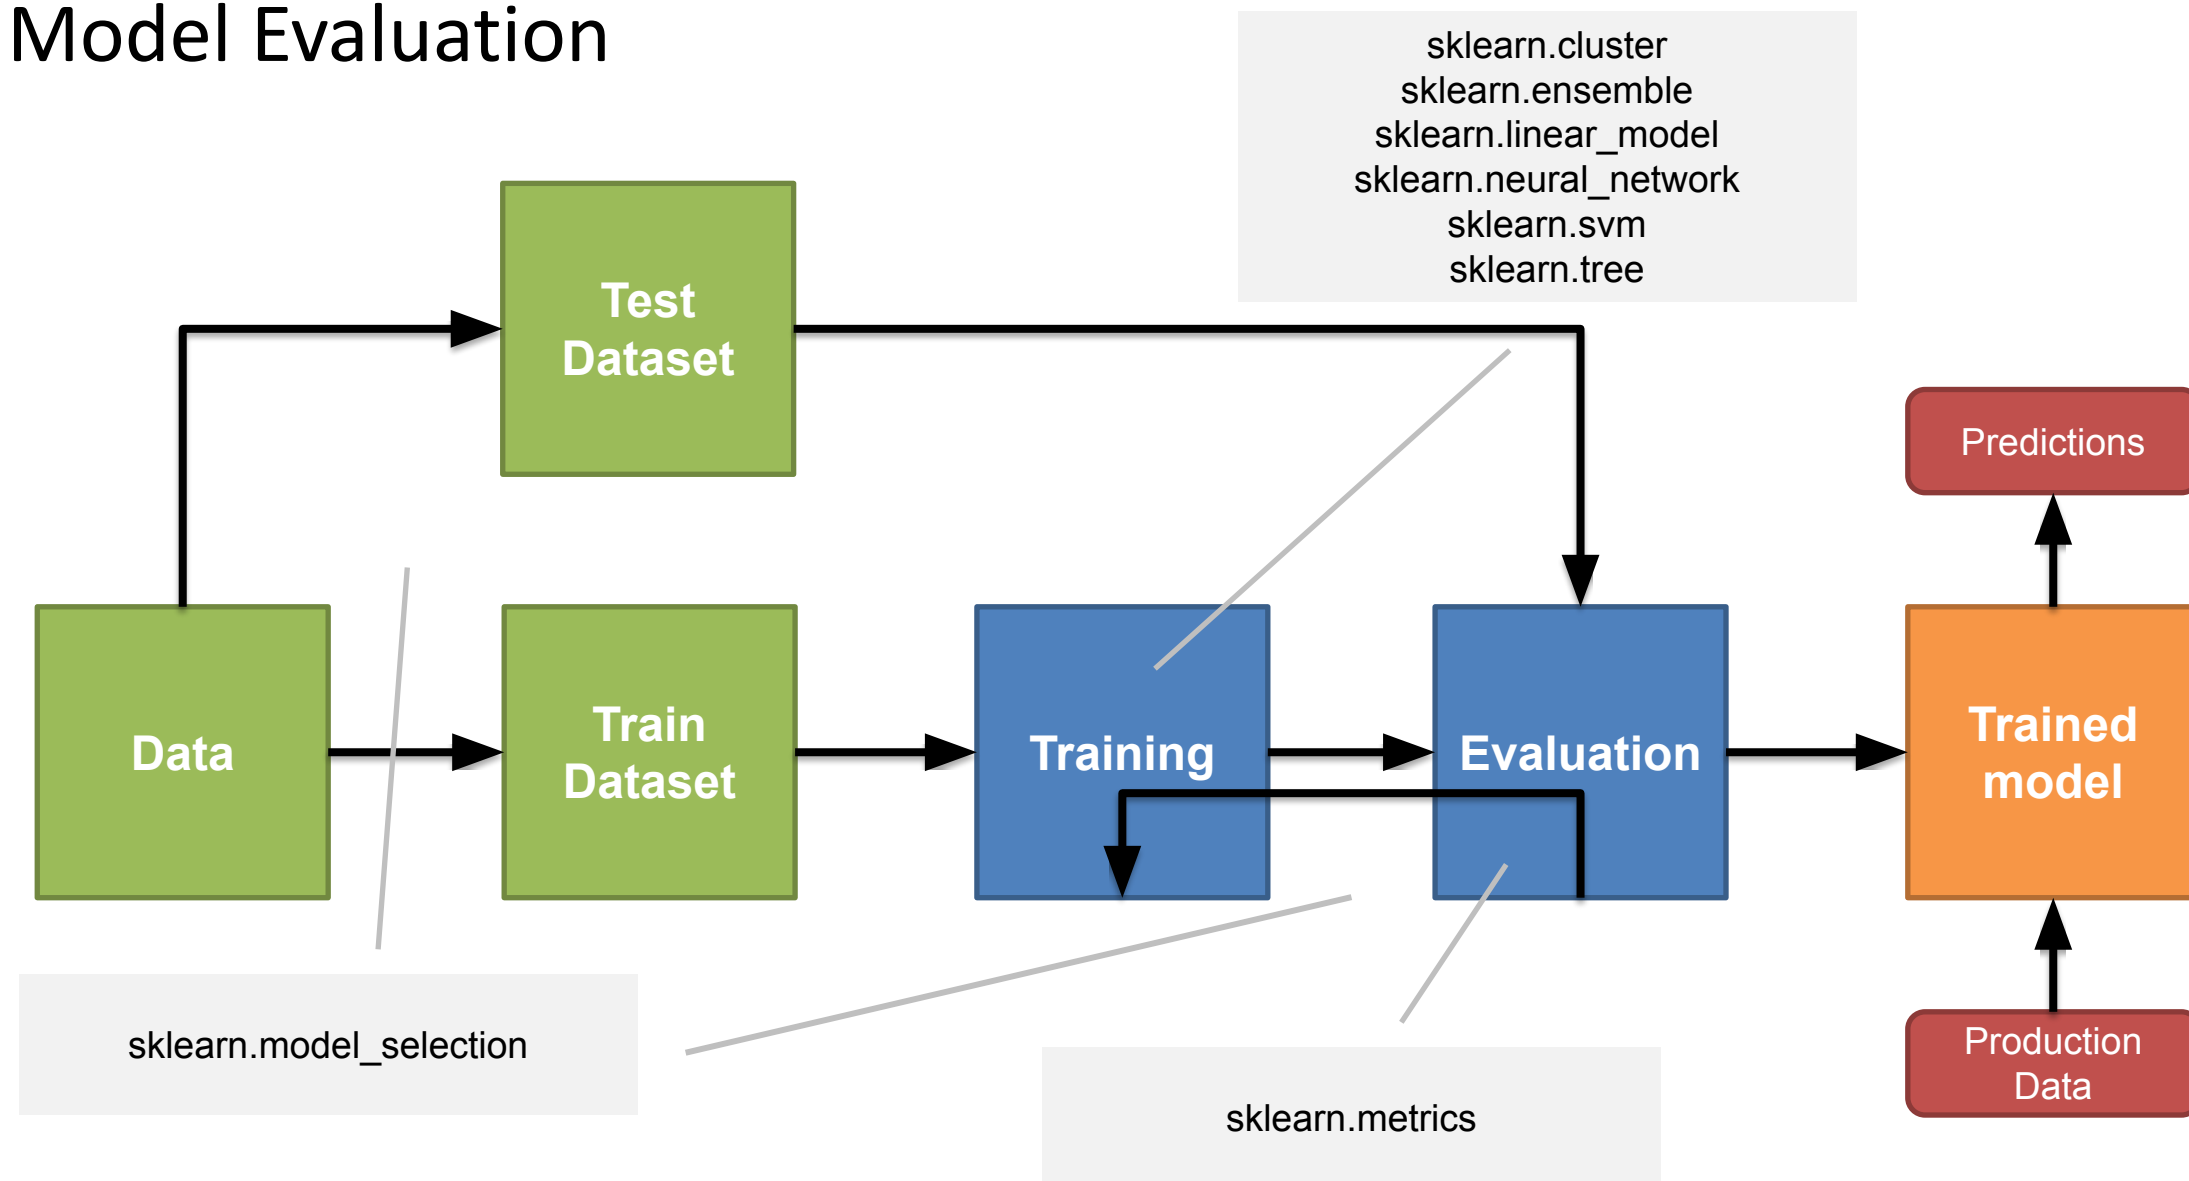 Model Evaluation
sklearn.cluster
sklearn.ensemble
sklearn.linear_model
sklearn.neural_network
sklearn.svm
sklearn.tree
Test
Dataset
Predictions
Data
Train
Dataset
Training
Evaluation
Trained
model
sklearn.model_selection
sklearn.metrics
Production
Data